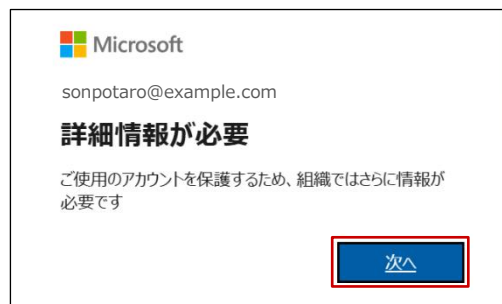 Microsoft
sonpotaro@example.com
詳細情報が必要
ご使用のアカウントを保護するため、組織ではさらに情報が
必要です
次へ